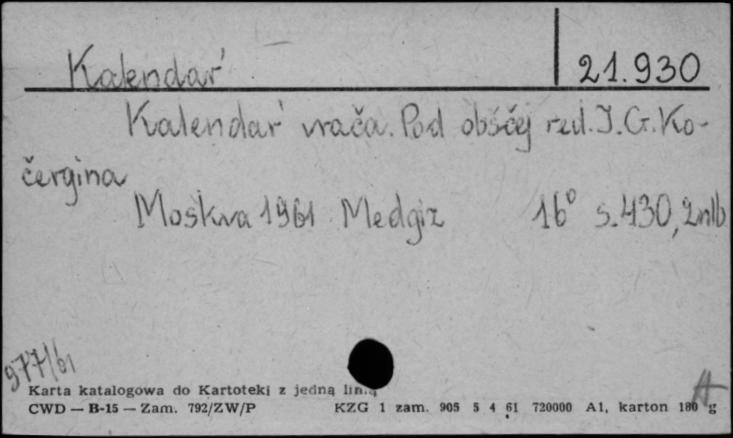 Kalendar' 21.930
Kalendar' vrača. Pod obščej red. I. G. Ko-
čergina
Moskva 1961 Medgiz 16° s. 430, 2nlb
977/61
Karta katalogowa do Kartoteki z jedną linią
CWD — B-15 — Zam. 792/ZW/P KZG 1 zam. 905 5 4 61 720000 A1, karton 180 g